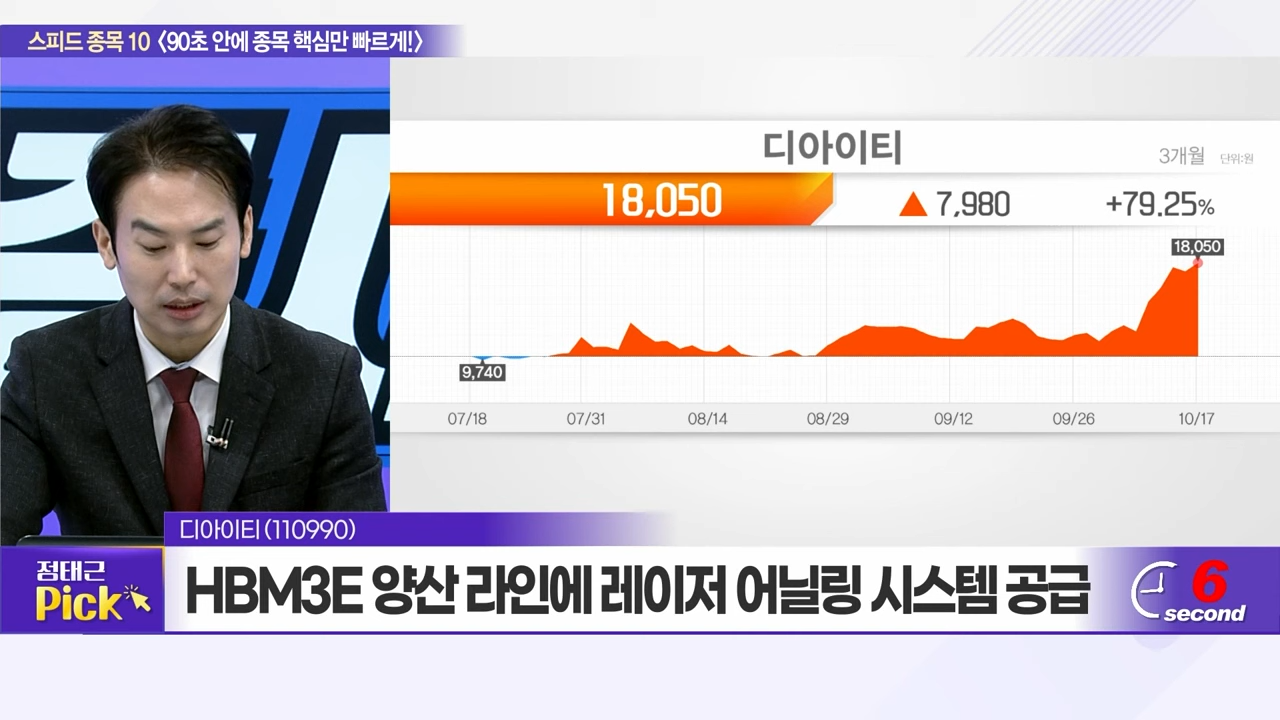 스피드 종목 10 〈90초 안에 종목 핵심만 빠르게!〉
디아이티
3개월 단위:원
18,050 ▲ 7,980 +79.25%
18,050
9,740
07/18 07/31 08/14 08/29 09/12 09/26 10/17
디아이티(110990)
정태근
Pick
HBM3E 양산 라인에 레이저 어닐링 시스템 공급
6
second